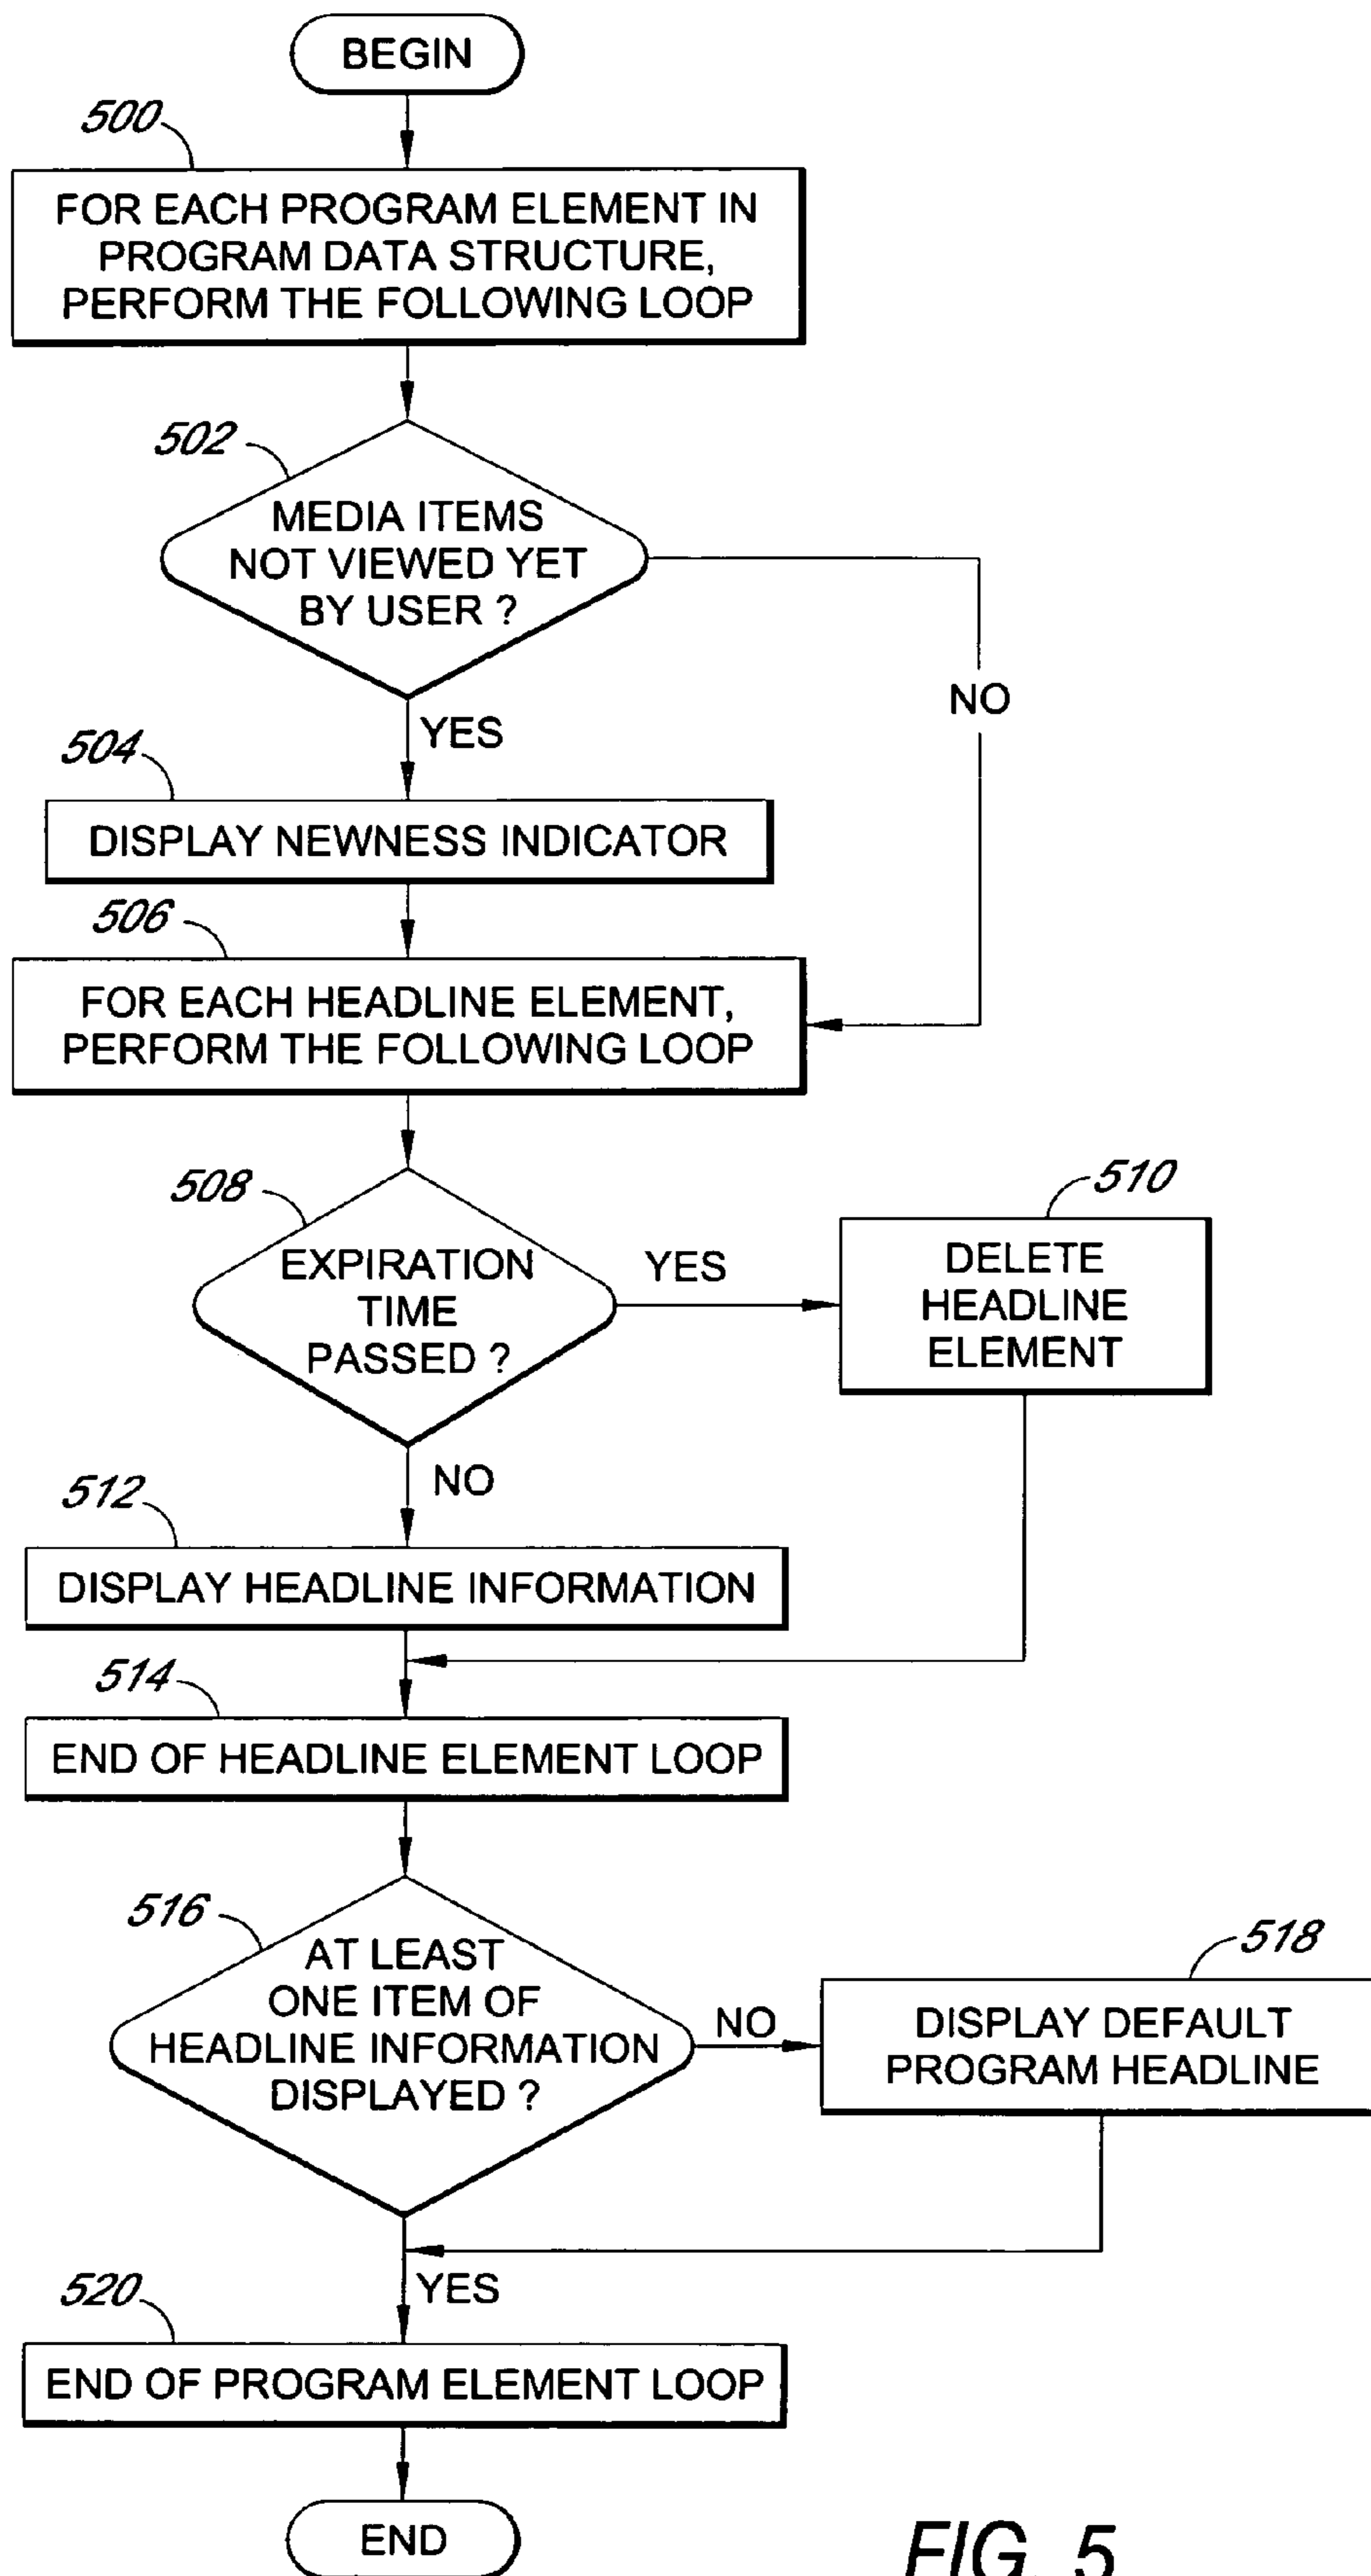 BEGIN
500
FOR EACH PROGRAM ELEMENT IN
PROGRAM DATA STRUCTURE,
PERFORM THE FOLLOWING LOOP
502
MEDIA ITEMS
NOT VIEWED YET
BY USER ?
NO
YES
504
DISPLAY NEWNESS INDICATOR
506
FOR EACH HEADLINE ELEMENT,
PERFORM THE FOLLOWING LOOP
508
EXPIRATION
TIME
PASSED ?
YES
510
DELETE
HEADLINE
ELEMENT
NO
512
DISPLAY HEADLINE INFORMATION
514
END OF HEADLINE ELEMENT LOOP
516
AT LEAST
ONE ITEM OF
HEADLINE INFORMATION
DISPLAYED ?
NO
518
DISPLAY DEFAULT
PROGRAM HEADLINE
YES
520
END OF PROGRAM ELEMENT LOOP
END
FIG. 5